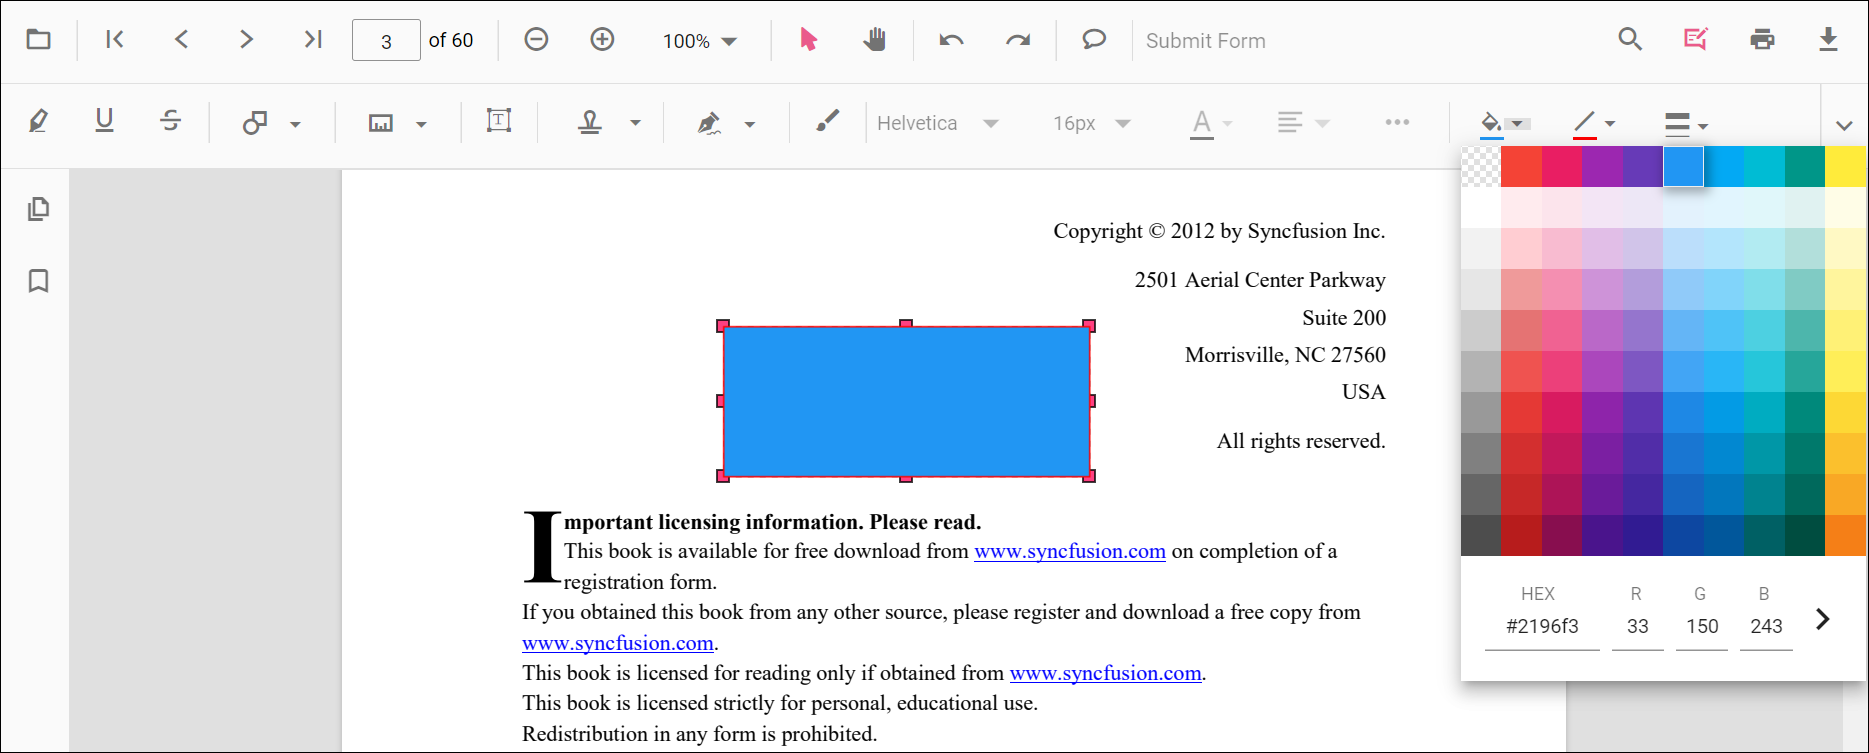 3 of 60 100% Submit Form
U S T Helvetica 16px A
Copyright © 2012 by Syncfusion Inc.
2501 Aerial Center Parkway
Suite 200
Morrisville, NC 27560
USA
All rights reserved.
Important licensing information. Please read.
This book is available for free download from www.syncfusion.com on completion of a
registration form.
If you obtained this book from any other source, please register and download a free copy from
www.syncfusion.com.
This book is licensed for reading only if obtained from www.syncfusion.com.
This book is licensed strictly for personal, educational use.
Redistribution in any form is prohibited.
HEX R G B
#2196f3 33 150 243